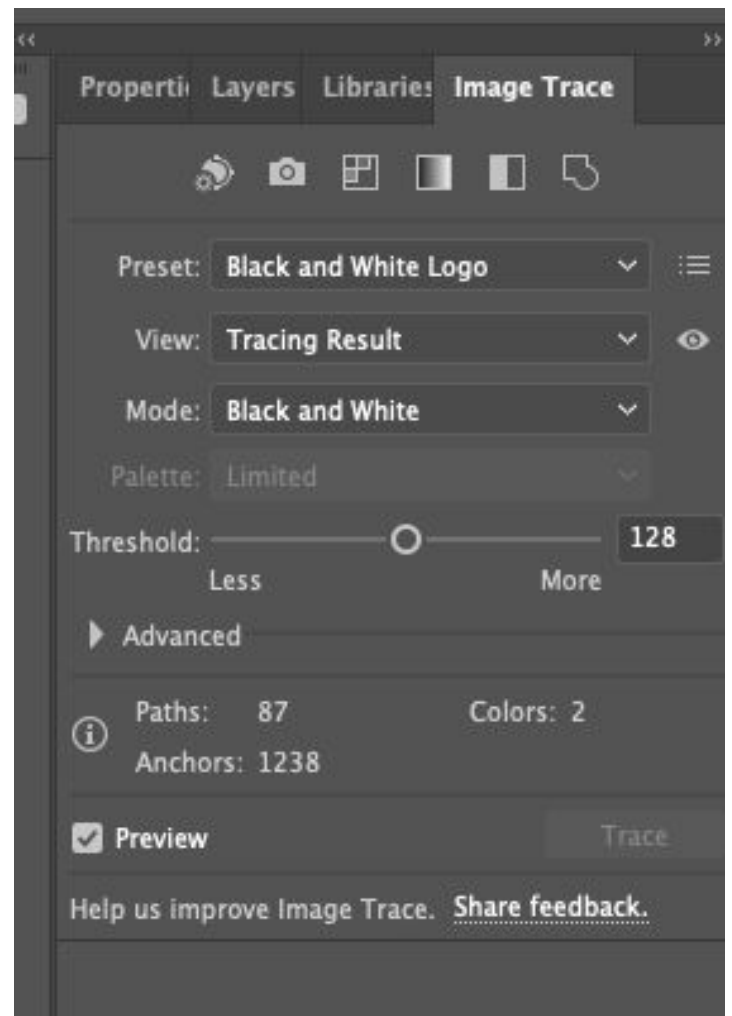 << >>
Properti Layers Libraries Image Trace
Preset: Black and White Logo
View: Tracing Result
Mode: Black and White
Palette: Limited
Threshold: 128
Less More
Advanced
Paths: 87 Colors: 2
Anchors: 1238
Preview Trace
Help us improve Image Trace. Share feedback.